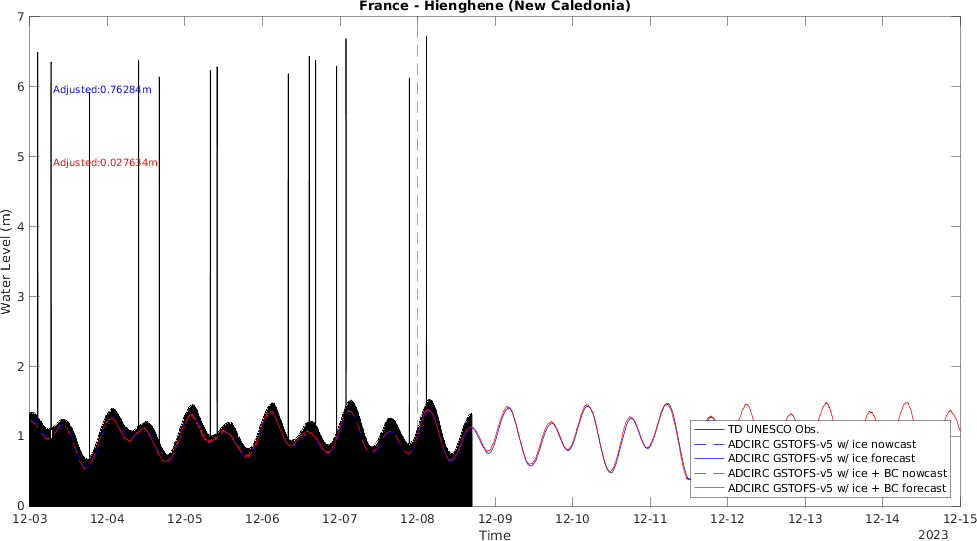 France - Hienghene (New Caledonia)
7
6
5
4
3
2
1
0
Water Level (m)
Adjusted:0.76284m
Adjusted:0.027634m
TD UNESCO Obs.
ADCIRC GSTOFS-v5 w/ ice nowcast
ADCIRC GSTOFS-v5 w/ ice forecast
ADCIRC GSTOFS-v5 w/ ice + BC nowcast
ADCIRC GSTOFS-v5 w/ ice + BC forecast
12-03 12-04 12-05 12-06 12-07 12-08 12-09 12-10 12-11 12-12 12-13 12-14 12-15
Time
2023